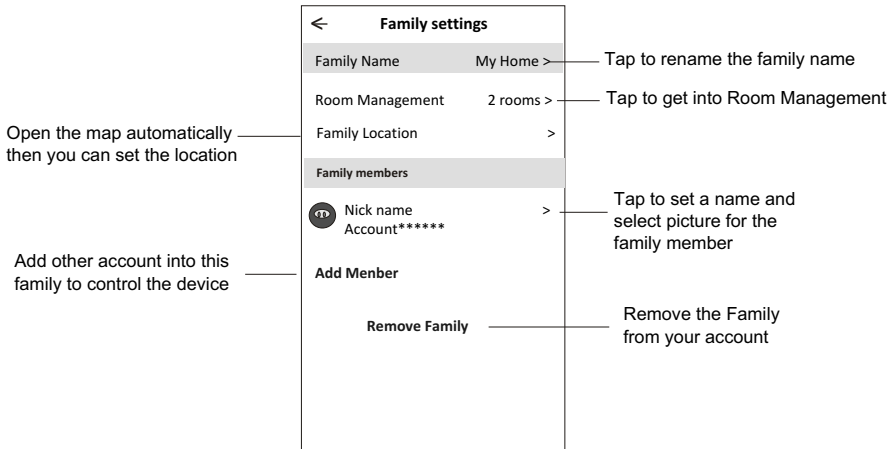 ← Family settings
Family Name My Home >
Tap to rename the family name
Room Management 2 rooms >
Tap to get into Room Management
Open the map automatically
then you can set the location
Family Location >
Family members
Nick name >
Account******
Tap to set a name and
select picture for the
family member
Add other account into this
family to control the device
Add Menber
Remove Family
Remove the Family
from your account